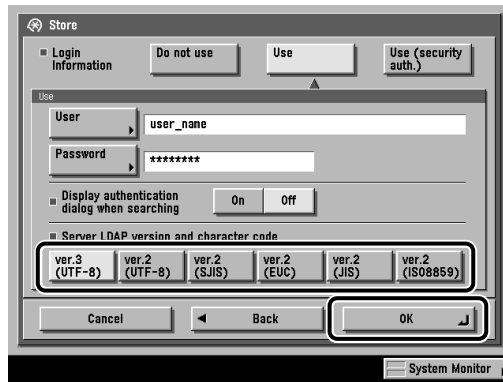 Store
Login
Information
Do not use
Use
Use (security
auth.)
Use
User
user_name
Password
********
Display authentication
dialog when searching
On
Off
Server LDAP version and character code
ver.3
(UTF-8)
ver.2
(UTF-8)
ver.2
(SJIS)
ver.2
(EUC)
ver.2
(JIS)
ver.2
(ISO8859)
Cancel
Back
OK
System Monitor